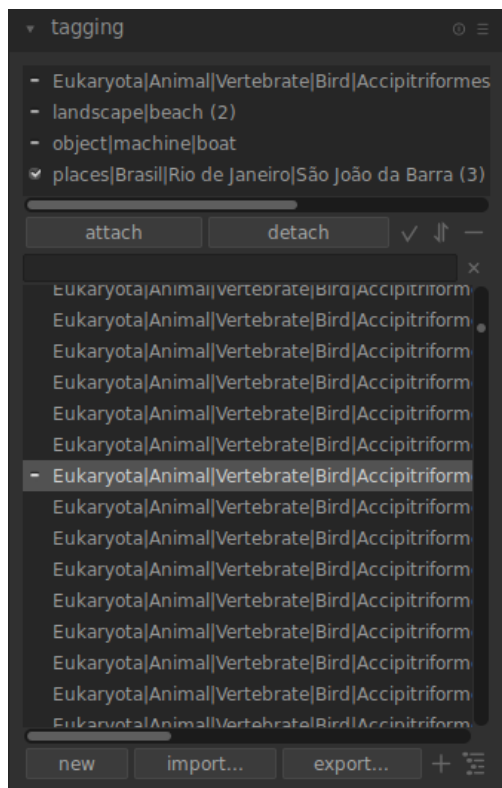 tagging
Eukaryota|Animal|Vertebrate|Bird|Accipitriformes
landscape|beach (2)
object|machine|boat
places|Brasil|Rio de Janeiro|São João da Barra (3)
attach detach
Eukaryota|Animal|Vertebrate|Bird|Accipitriform
Eukaryota|Animal|Vertebrate|Bird|Accipitriform
Eukaryota|Animal|Vertebrate|Bird|Accipitriform
Eukaryota|Animal|Vertebrate|Bird|Accipitriform
Eukaryota|Animal|Vertebrate|Bird|Accipitriform
Eukaryota|Animal|Vertebrate|Bird|Accipitriform
Eukaryota|Animal|Vertebrate|Bird|Accipitriforme
Eukaryota|Animal|Vertebrate|Bird|Accipitriform
Eukaryota|Animal|Vertebrate|Bird|Accipitriform
Eukaryota|Animal|Vertebrate|Bird|Accipitriform
Eukaryota|Animal|Vertebrate|Bird|Accipitriform
Eukaryota|Animal|Vertebrate|Bird|Accipitriform
Eukaryota|Animal|Vertebrate|Bird|Accipitriform
Eukaryota|Animal|Vertebrate|Bird|Accipitriform
Eukaryota|Animal|Vertebrate|Bird|Accipitriform
new import... export...